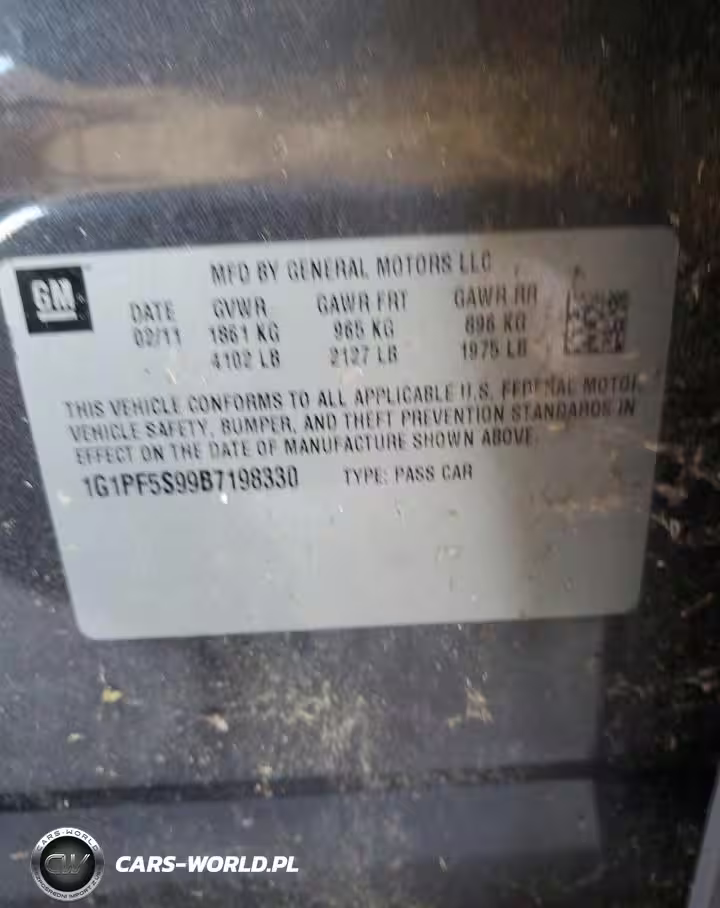 GM
MFD BY GENERAL MOTORS LLC
DATE GVWR GAWR FRT GAWR RR
02/11 1861 KG 965 KG 896 KG
4102 LB 2127 LB 1975 LB
THIS VEHICLE CONFORMS TO ALL APPLICABLE U.S. FEDERAL MOTOR
VEHICLE SAFETY, BUMPER, AND THEFT PREVENTION STANDARDS IN
EFFECT ON THE DATE OF MANUFACTURE SHOWN ABOVE.
1G1PF5S99B7198330 TYPE: PASS CAR
CARS-WORLD
CW
CARS-WORLD.PL